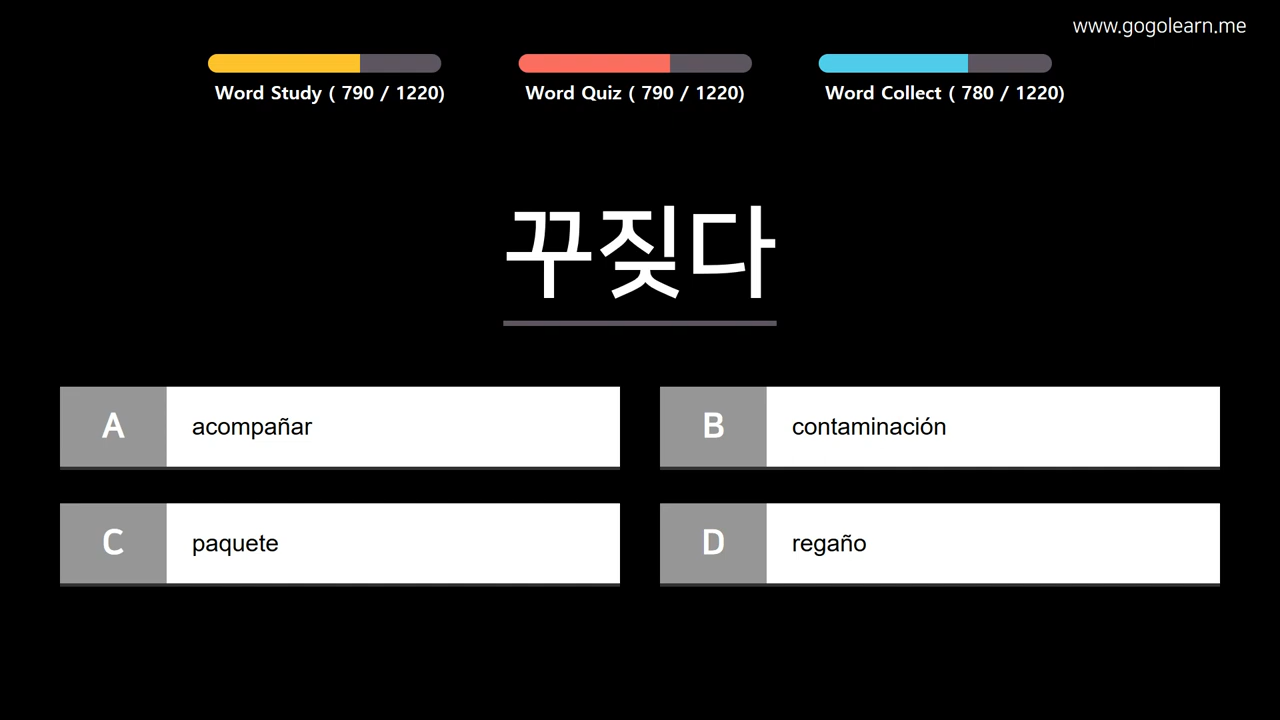 www.gogolearn.me
Word Study ( 790 / 1220)
Word Quiz ( 790 / 1220)
Word Collect ( 780 / 1220)
꾸짖다
A acompañar
B contaminación
C paquete
D regaño